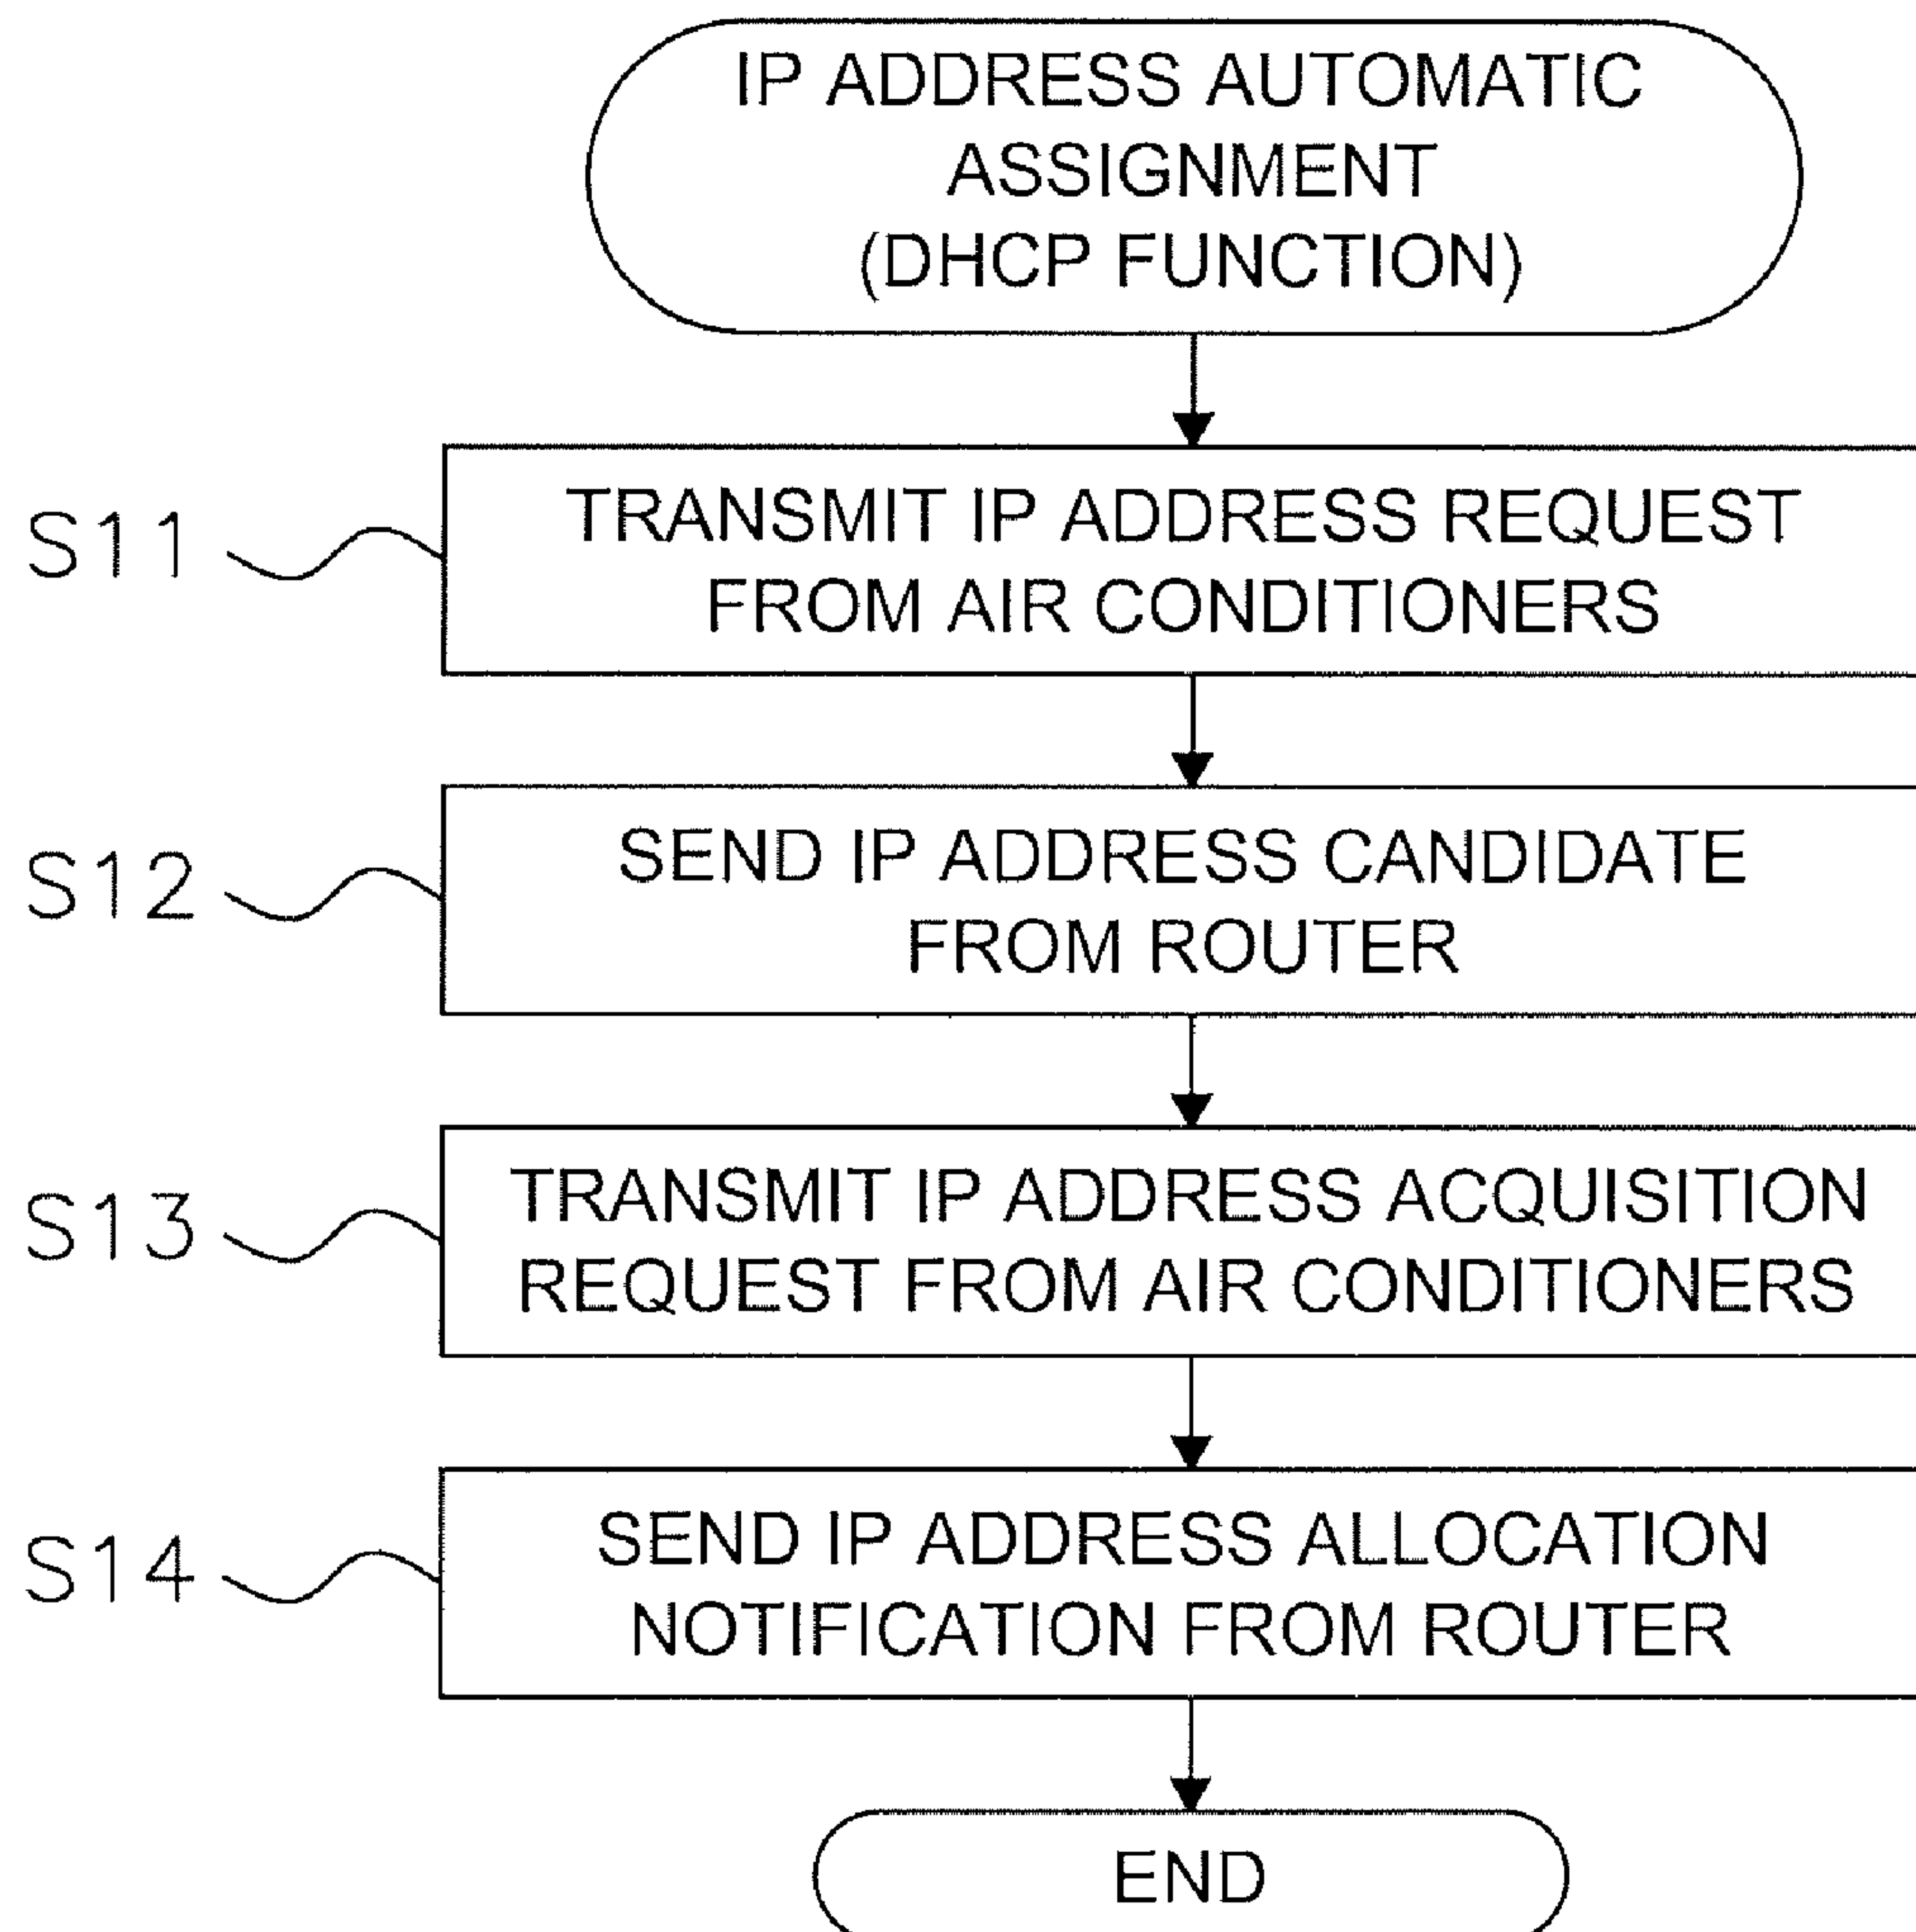 IP ADDRESS AUTOMATIC
ASSIGNMENT
(DHCP FUNCTION)
S11
TRANSMIT IP ADDRESS REQUEST
FROM AIR CONDITIONERS
S12
SEND IP ADDRESS CANDIDATE
FROM ROUTER
S13
TRANSMIT IP ADDRESS ACQUISITION
REQUEST FROM AIR CONDITIONERS
S14
SEND IP ADDRESS ALLOCATION
NOTIFICATION FROM ROUTER
END